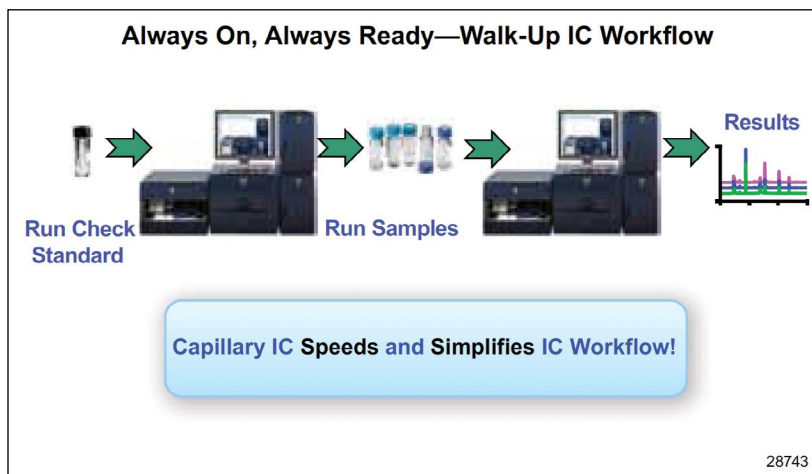 Always On, Always Ready—Walk-Up IC Workflow
Results
Run Check
Standard
Run Samples
Capillary IC Speeds and Simplifies IC Workflow!
28743